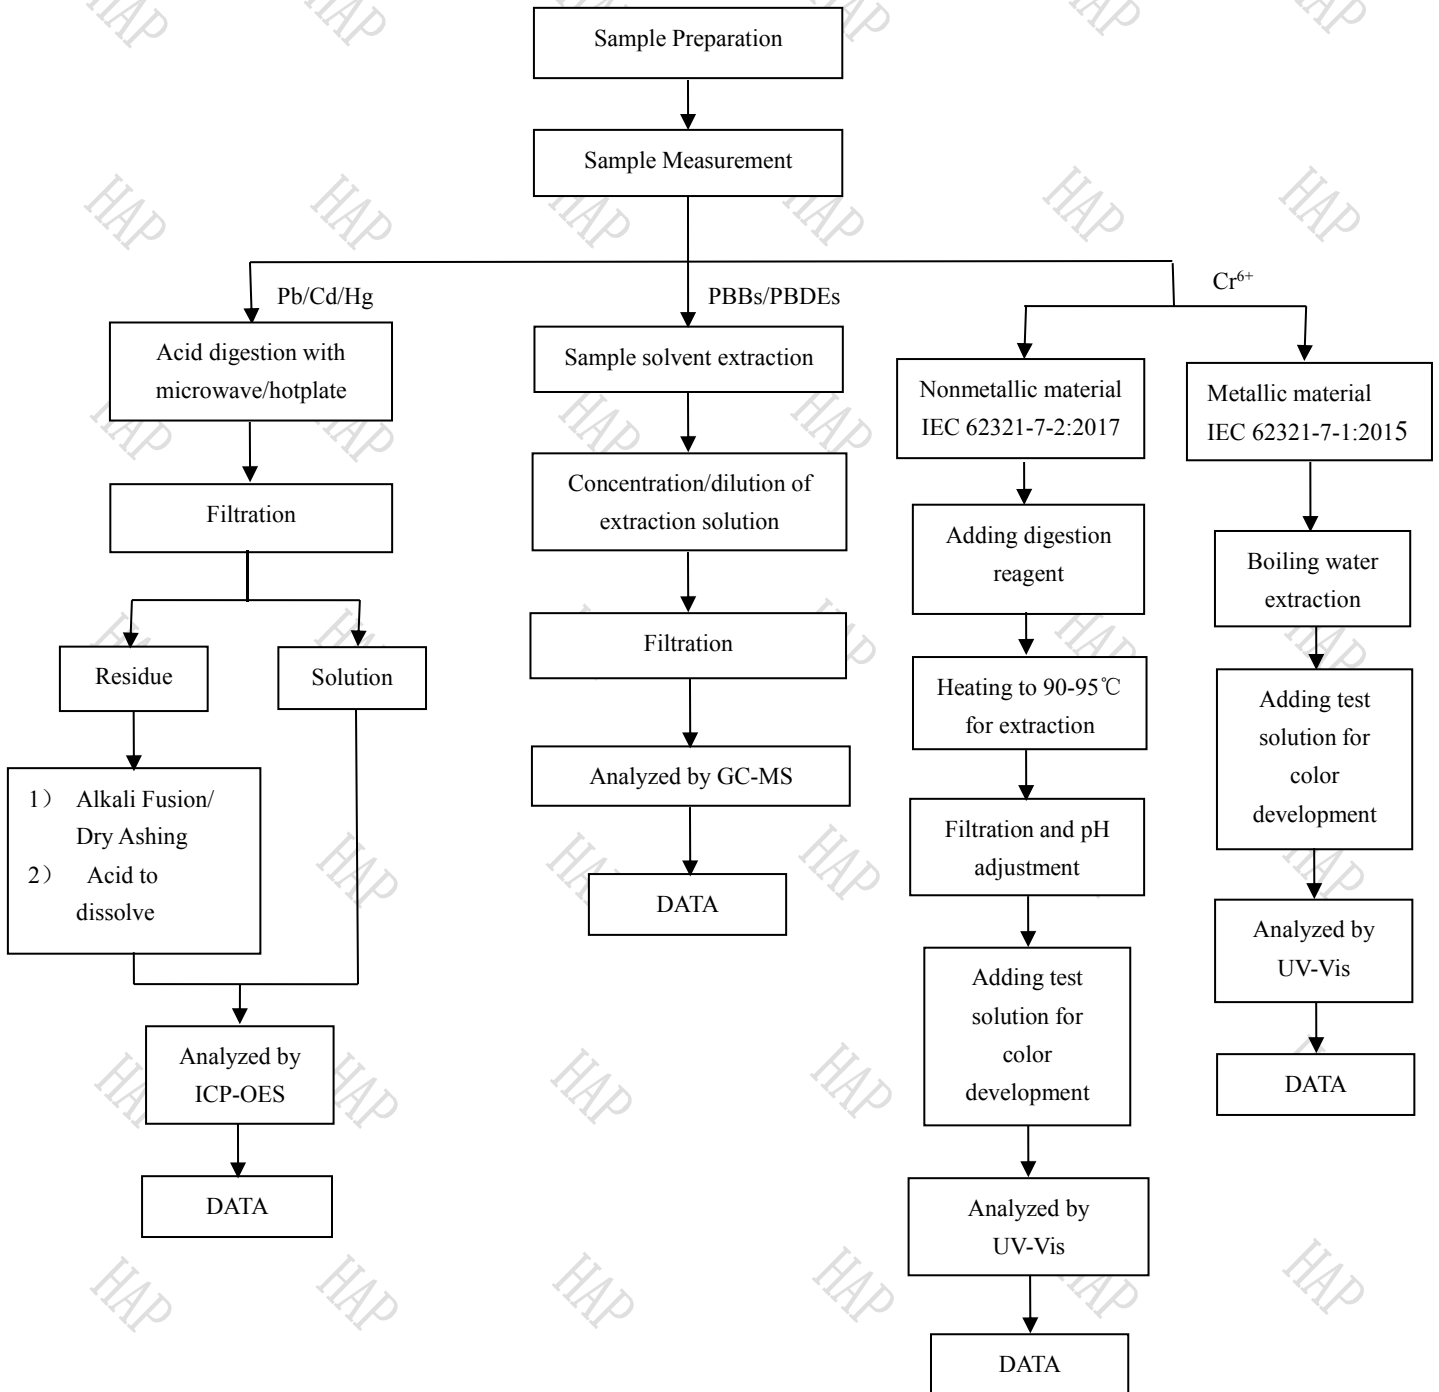 Sample Preparation
Sample Measurement
Pb/Cd/Hg
PBBs/PBDEs
Cr⁶⁺
Acid digestion with
microwave/hotplate
Filtration
Residue
Solution
1） Alkali Fusion/
Dry Ashing
2） Acid to
dissolve
Analyzed by
ICP-OES
DATA
Sample solvent extraction
Concentration/dilution of
extraction solution
Filtration
Analyzed by GC-MS
DATA
Nonmetallic material
IEC 62321-7-2:2017
Adding digestion
reagent
Heating to 90-95℃
for extraction
Filtration and pH
adjustment
Adding test
solution for
color
development
Analyzed by
UV-Vis
DATA
Metallic material
IEC 62321-7-1:2015
Boiling water
extraction
Adding test
solution for
color
development
Analyzed by
UV-Vis
DATA
HAP